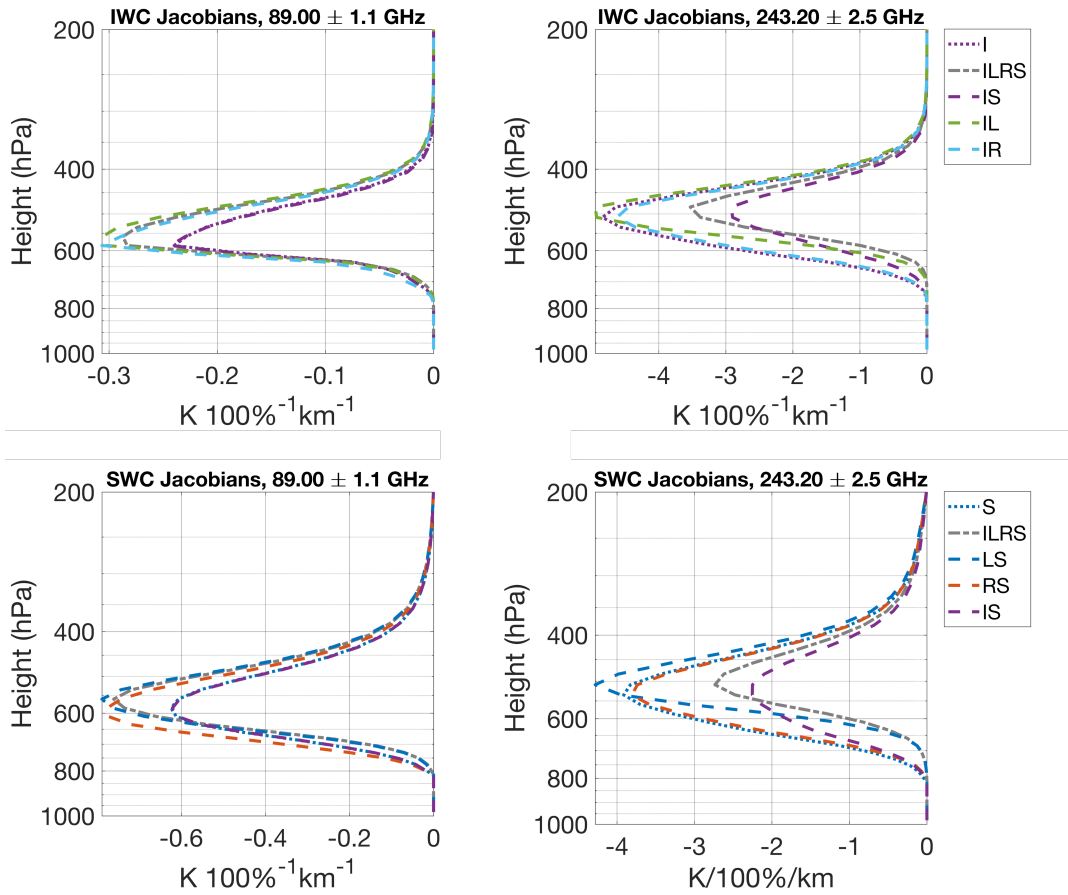 IWC Jacobians, 89.00 ± 1.1 GHz
200
400
600
800
1000
Height (hPa)
-0.3 -0.2 -0.1 0
K 100%⁻¹km⁻¹
IWC Jacobians, 243.20 ± 2.5 GHz
200
400
600
800
1000
Height (hPa)
-4 -3 -2 -1 0
K 100%⁻¹km⁻¹
I
ILRS
IS
IL
IR
SWC Jacobians, 89.00 ± 1.1 GHz
200
400
600
800
1000
Height (hPa)
-0.6 -0.4 -0.2 0
K 100%⁻¹km⁻¹
SWC Jacobians, 243.20 ± 2.5 GHz
200
400
600
800
1000
Height (hPa)
-4 -3 -2 -1 0
K/100%/km
S
ILRS
LS
RS
IS